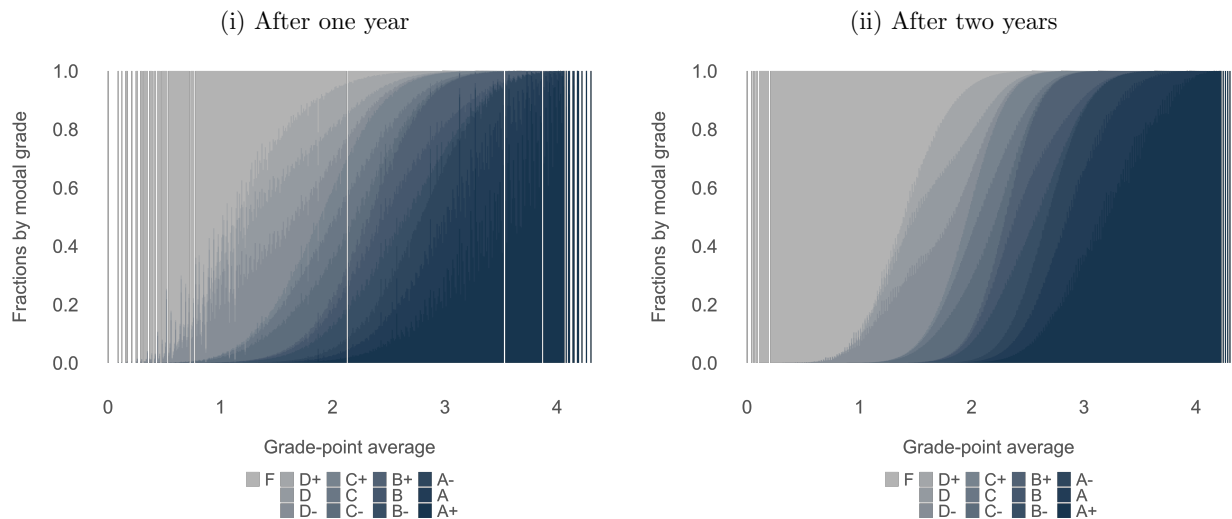 (i) After one year
Fractions by modal grade
1.0
0.8
0.6
0.4
0.2
0.0
0 1 2 3 4
Grade-point average
F D+ C+ B+ A-
D C B A
D- C- B- A+
(ii) After two years
Fractions by modal grade
1.0
0.8
0.6
0.4
0.2
0.0
0 1 2 3 4
Grade-point average
F D+ C+ B+ A-
D C B A
D- C- B- A+